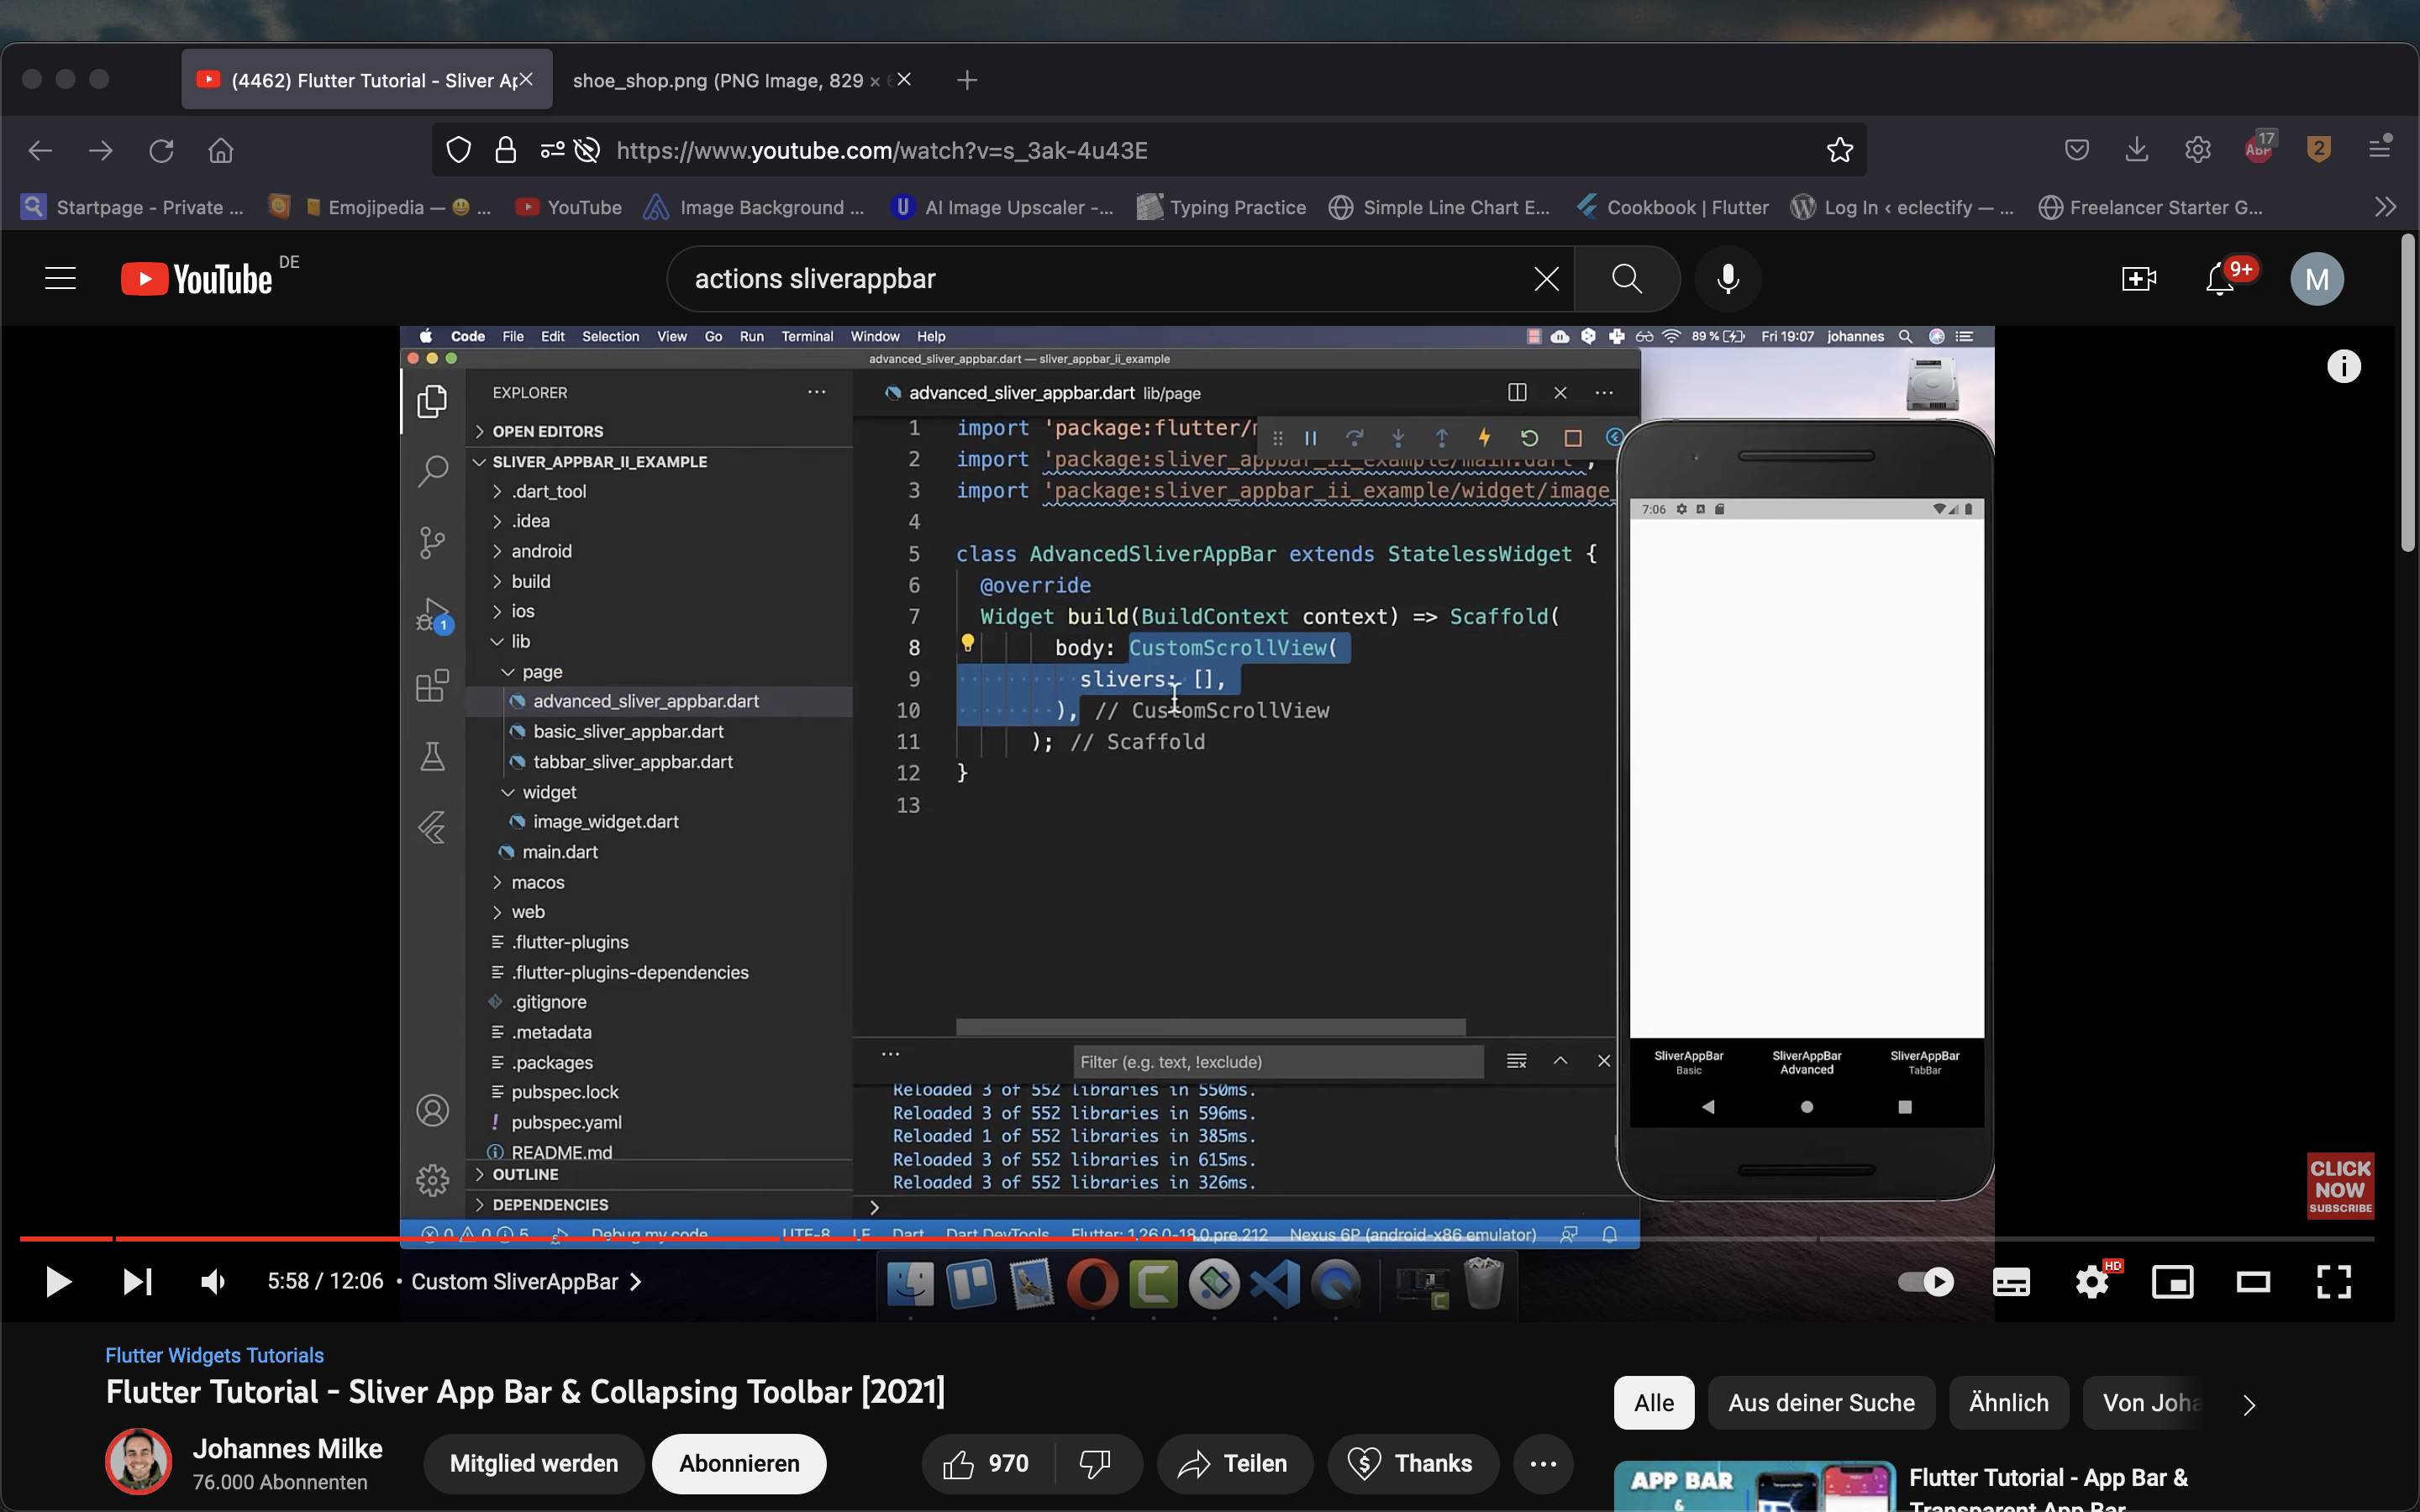 (4462) Flutter Tutorial - Sliver Ap
shoe_shop.png (PNG Image, 829 ×
https://www.youtube.com/watch?v=s_3ak-4u43E
17
ABP
2
Startpage - Private ...
Emojipedia — 😃 ...
YouTube
Image Background ...
AI Image Upscaler -...
Typing Practice
Simple Line Chart E...
Cookbook | Flutter
Log In ‹ eclectify — ...
Freelancer Starter G...
YouTube DE
actions sliverappbar
9+
M
Code File Edit Selection View Go Run Terminal Window Help
89 % Fri 19:07 johannes
advanced_sliver_appbar.dart — sliver_appbar_ii_example
EXPLORER
OPEN EDITORS
SLIVER_APPBAR_II_EXAMPLE
.dart_tool
.idea
android
build
ios
lib
page
advanced_sliver_appbar.dart
basic_sliver_appbar.dart
tabbar_sliver_appbar.dart
widget
image_widget.dart
main.dart
macos
web
.flutter-plugins
.flutter-plugins-dependencies
.gitignore
.metadata
.packages
pubspec.lock
! pubspec.yaml
README.md
OUTLINE
DEPENDENCIES
1
advanced_sliver_appbar.dart lib/page
1 import 'package:flutter/
2 import 'package:sliver_appbar_ii_example/main.dart';
3 import 'package:sliver_appbar_ii_example/widget/image_
4
5 class AdvancedSliverAppBar extends StatelessWidget {
6 @override
7 Widget build(BuildContext context) => Scaffold(
8 body: CustomScrollView(
9 slivers: [],
10 ), // CustomScrollView
11 ); // Scaffold
12 }
13
Filter (e.g. text, !exclude)
Reloaded 3 of 552 libraries in 550ms.
Reloaded 3 of 552 libraries in 596ms.
Reloaded 1 of 552 libraries in 385ms.
Reloaded 3 of 552 libraries in 615ms.
Reloaded 3 of 552 libraries in 326ms.
0 0 5 Debug my code UTF-8 LF Dart Dart DevTools Flutter: 1.26.0-18.0.pre.212 Nexus 6P (android-x86 emulator)
7:06
SliverAppBar
Basic
SliverAppBar
Advanced
SliverAppBar
TabBar
CLICK
NOW
SUBSCRIBE
5:58 / 12:06 • Custom SliverAppBar
HD
Flutter Widgets Tutorials
Flutter Tutorial - Sliver App Bar & Collapsing Toolbar [2021]
Johannes Milke
76.000 Abonnenten
Mitglied werden
Abonnieren
970
Teilen
Thanks
Alle
Aus deiner Suche
Ähnlich
Von Joha
APP BAR
&
Flutter Tutorial - App Bar &
Transparent App Bar